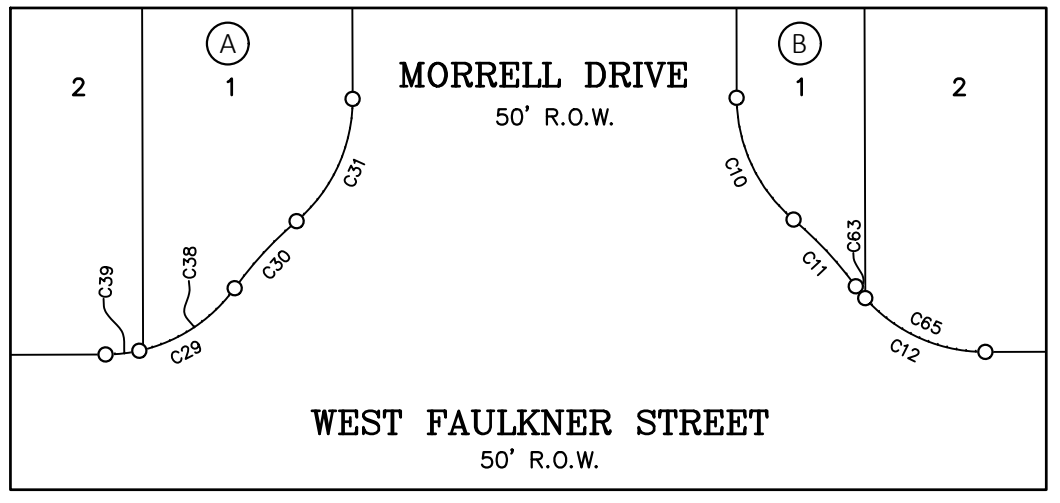 A
B
2
1
MORRELL DRIVE
1
2
50' R.O.W.
C31
C10
C63
C39
C38
C30
C11
C29
C65
C12
WEST FAULKNER STREET
50' R.O.W.